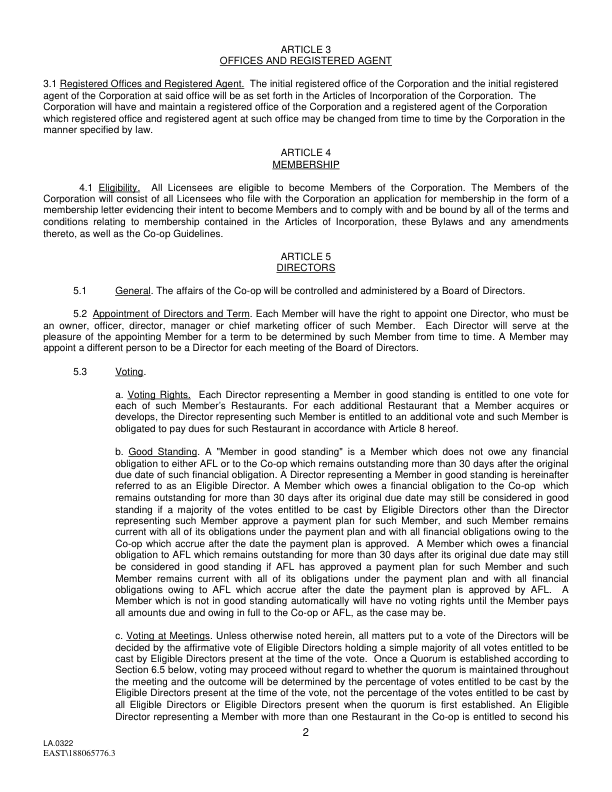 ARTICLE 3
OFFICES AND REGISTERED AGENT
3.1 Registered Offices and Registered Agent. The initial registered office of the Corporation and the initial registered
agent of the Corporation at said office will be as set forth in the Articles of Incorporation of the Corporation. The
Corporation will have and maintain a registered office of the Corporation and a registered agent of the Corporation
which registered office and registered agent at such office may be changed from time to time by the Corporation in the
manner specified by law.
ARTICLE 4
MEMBERSHIP
4.1 Eligibility. All Licensees are eligible to become Members of the Corporation. The Members of the
Corporation will consist of all Licensees who file with the Corporation an application for membership in the form of a
membership letter evidencing their intent to become Members and to comply with and be bound by all of the terms and
conditions relating to membership contained in the Articles of Incorporation, these Bylaws and any amendments
thereto, as well as the Co-op Guidelines.
ARTICLE 5
DIRECTORS
5.1 General. The affairs of the Co-op will be controlled and administered by a Board of Directors.
5.2 Appointment of Directors and Term. Each Member will have the right to appoint one Director, who must be
an owner, officer, director, manager or chief marketing officer of such Member. Each Director will serve at the
pleasure of the appointing Member for a term to be determined by such Member from time to time. A Member may
appoint a different person to be a Director for each meeting of the Board of Directors.
5.3 Voting.
a. Voting Rights. Each Director representing a Member in good standing is entitled to one vote for
each of such Member's Restaurants. For each additional Restaurant that a Member acquires or
develops, the Director representing such Member is entitled to an additional vote and such Member is
obligated to pay dues for such Restaurant in accordance with Article 8 hereof.
b. Good Standing. A "Member in good standing" is a Member which does not owe any financial
obligation to either AFL or to the Co-op which remains outstanding more than 30 days after the original
due date of such financial obligation. A Director representing a Member in good standing is hereinafter
referred to as an Eligible Director. A Member which owes a financial obligation to the Co-op which
remains outstanding for more than 30 days after its original due date may still be considered in good
standing if a majority of the votes entitled to be cast by Eligible Directors other than the Director
representing such Member approve a payment plan for such Member, and such Member remains
current with all of its obligations under the payment plan and with all financial obligations owing to the
Co-op which accrue after the date the payment plan is approved. A Member which owes a financial
obligation to AFL which remains outstanding for more than 30 days after its original due date may still
be considered in good standing if AFL has approved a payment plan for such Member and such
Member remains current with all of its obligations under the payment plan and with all financial
obligations owing to AFL which accrue after the date the payment plan is approved by AFL. A
Member which is not in good standing automatically will have no voting rights until the Member pays
all amounts due and owing in full to the Co-op or AFL, as the case may be.
c. Voting at Meetings. Unless otherwise noted herein, all matters put to a vote of the Directors will be
decided by the affirmative vote of Eligible Directors holding a simple majority of all votes entitled to be
cast by Eligible Directors present at the time of the vote. Once a Quorum is established according to
Section 6.5 below, voting may proceed without regard to whether the quorum is maintained throughout
the meeting and the outcome will be determined by the percentage of votes entitled to be cast by the
Eligible Directors present at the time of the vote, not the percentage of the votes entitled to be cast by
all Eligible Directors or Eligible Directors present when the quorum is first established. An Eligible
Director representing a Member with more than one Restaurant in the Co-op is entitled to second his
2
LA.0322
EAST\188065776.3